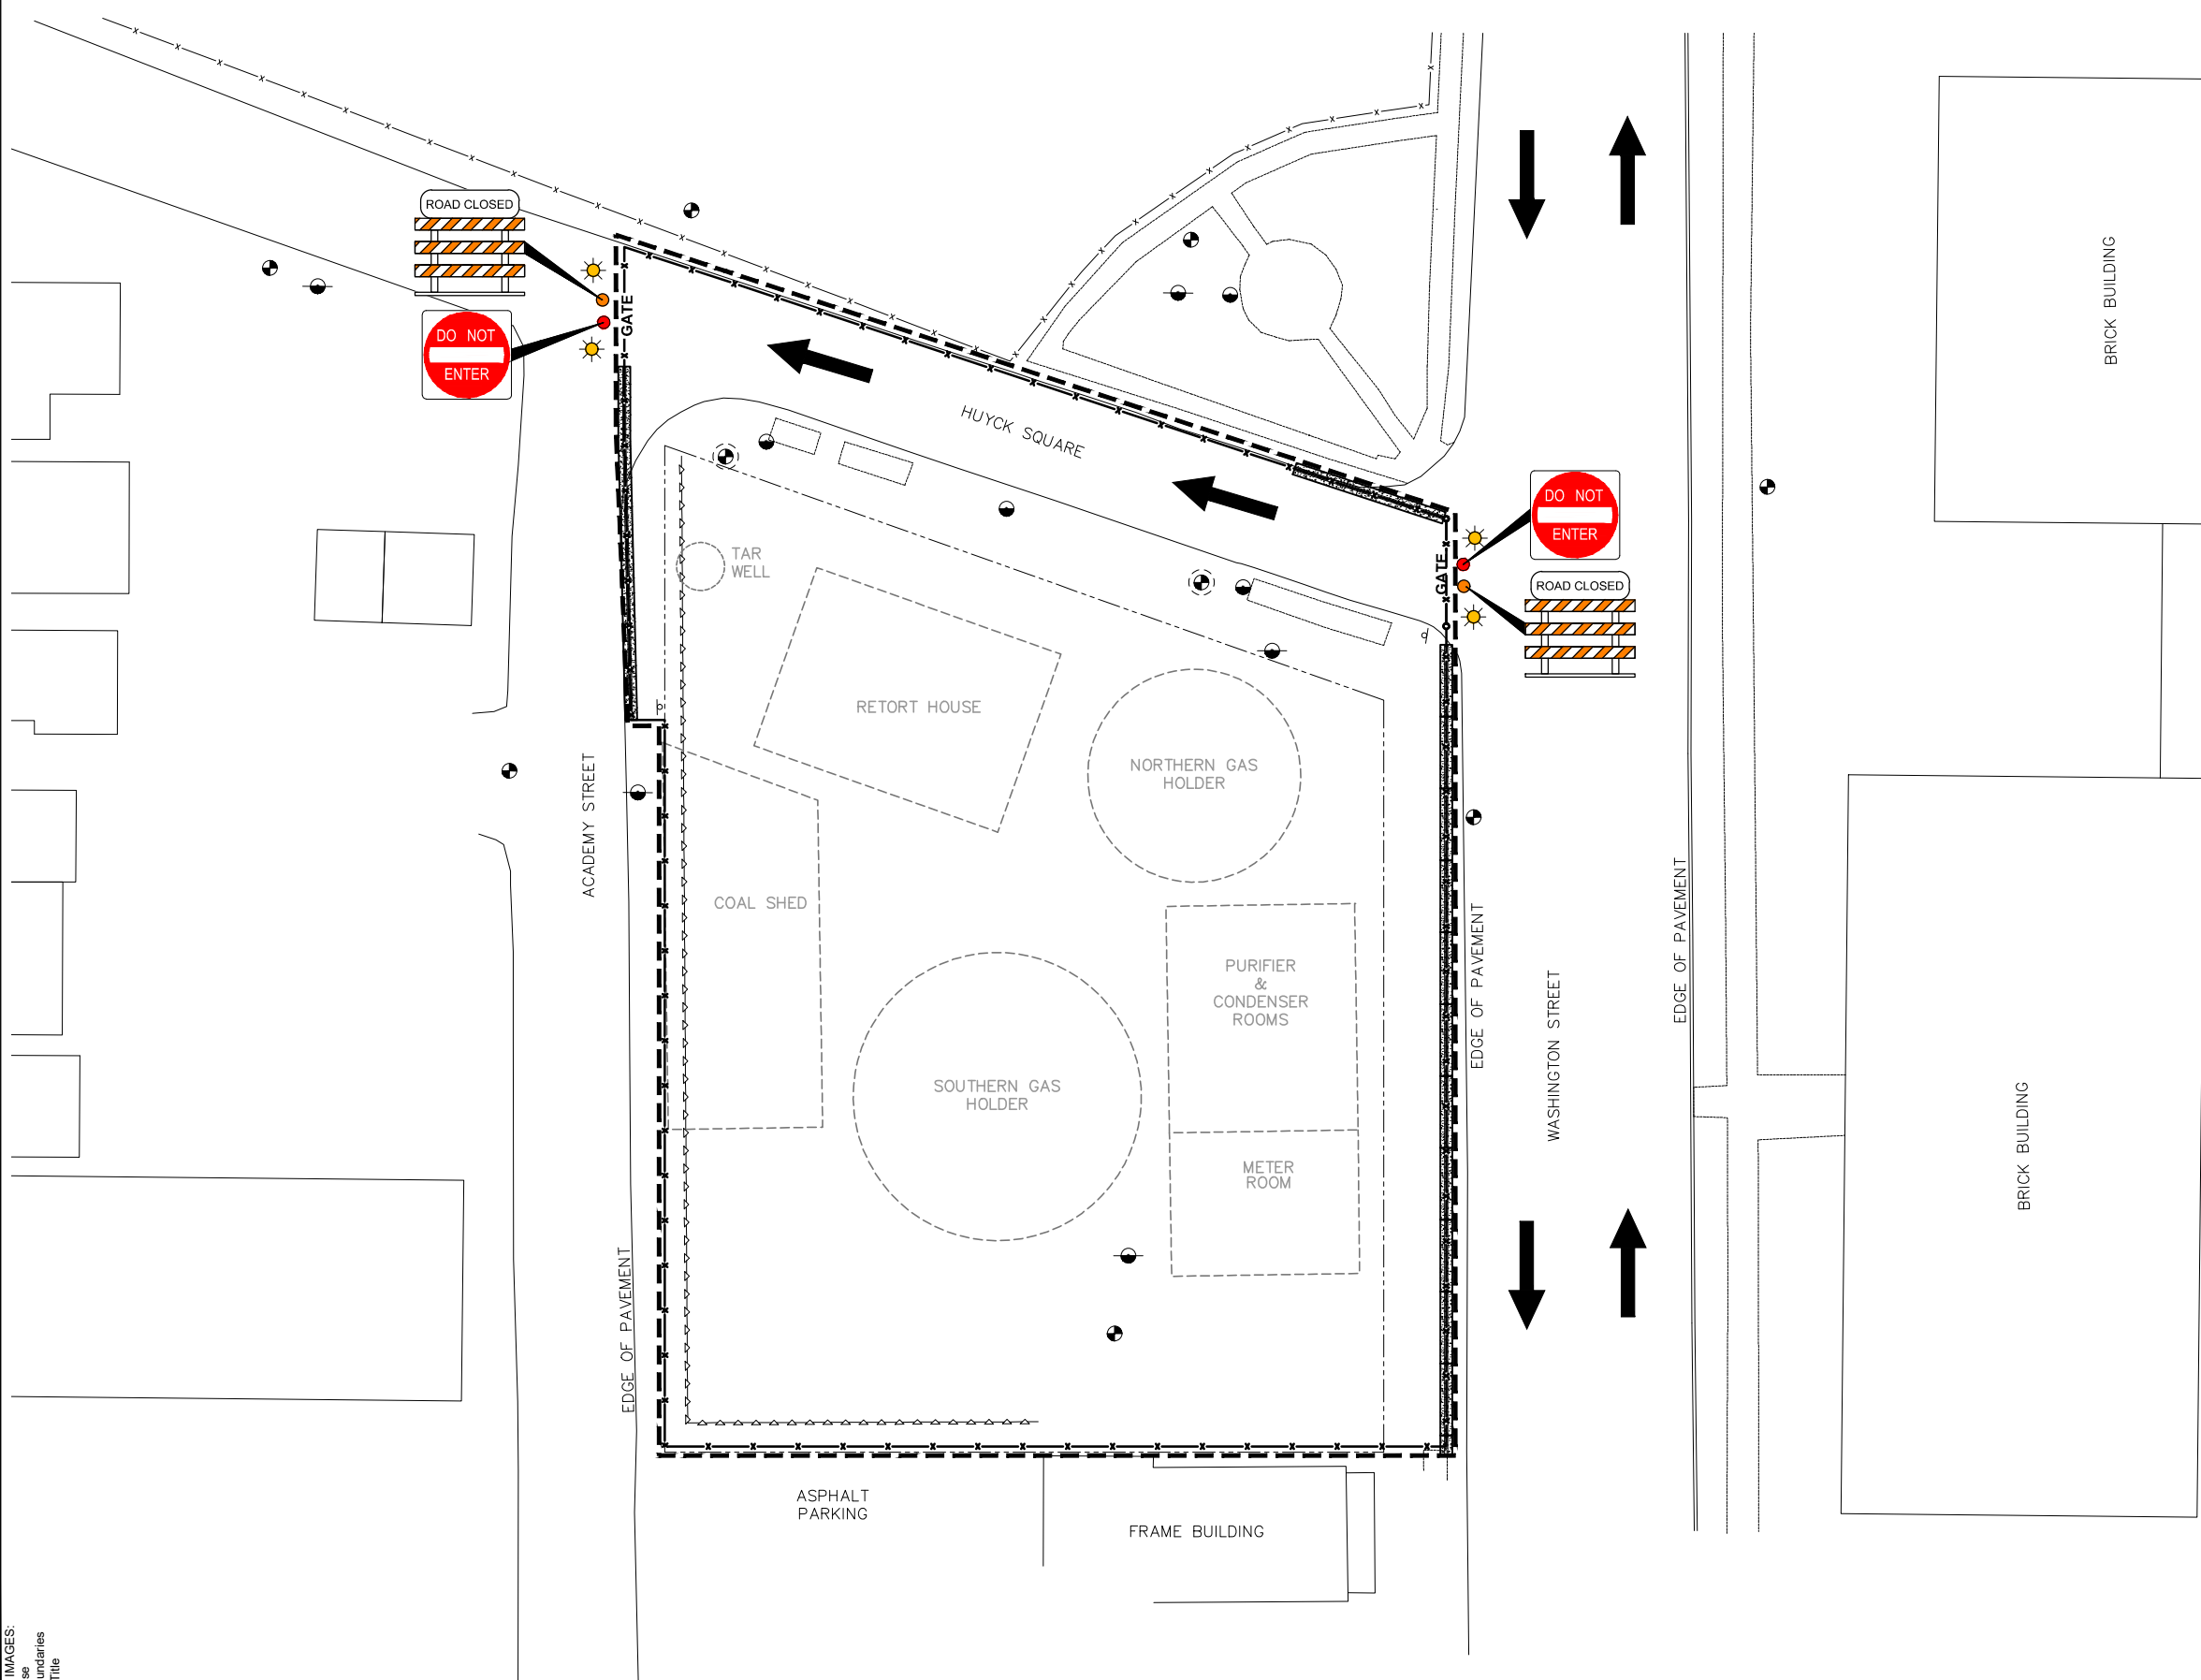 ROAD CLOSED
DO NOT
ENTER
GATE
HUYCK SQUARE
BRICK BUILDING
DO NOT
ENTER
ROAD CLOSED
GATE
TAR
WELL
RETORT HOUSE
NORTHERN GAS
HOLDER
ACADEMY STREET
COAL SHED
PURIFIER
&
CONDENSER
ROOMS
EDGE OF PAVEMENT
EDGE OF PAVEMENT
WASHINGTON STREET
SOUTHERN GAS
HOLDER
METER
ROOM
BRICK BUILDING
EDGE OF PAVEMENT
ASPHALT
PARKING
FRAME BUILDING
IMAGES:
se
undaries
Title